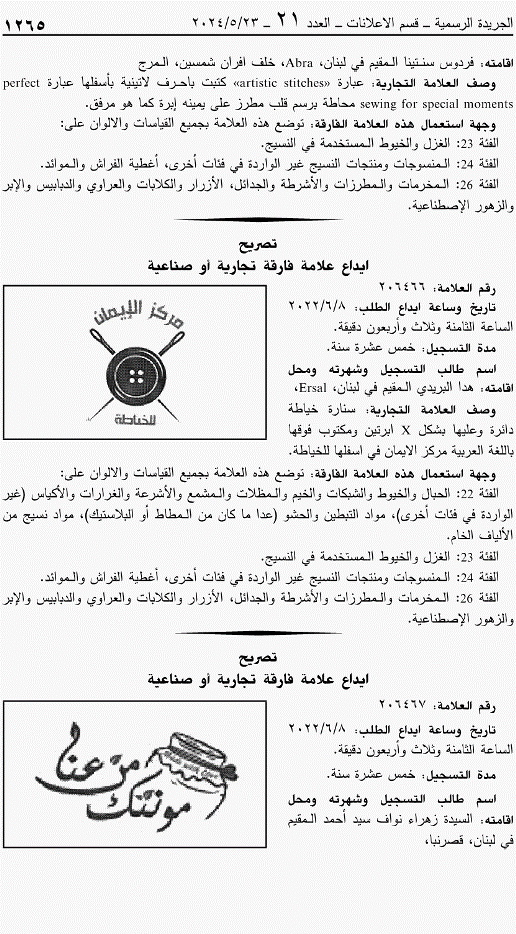 الجريدة الرسمية ــ قسم الاعلانات ــ العدد ٢١ ــ ٢٠٢٤/٥/٢٣
١٢٦٥
اقامته: فردوس سنتينا المقيم في لبنان، Abra، خلف افران شمسين، المرج
وصف العلامة التجارية: عبارة «artistic stitches» كتبت باحرف لاتينية بأسفلها عبارة perfect
sewing for special moments محاطة برسم قلب مطرز على يمينه إبرة كما هو مرفق.
وجهة استعمال هذه العلامة الفارقة: توضع هذه العلامة بجميع القياسات والالوان على:
الفئة 23: الغزل والخيوط المستخدمة في النسيج.
الفئة 24: المنسوجات ومنتجات النسيج غير الواردة في فئات أخرى، أغطية الفراش والموائد.
الفئة 26: المخرمات والمطرزات والأشرطة والجدائل، الأزرار والكلابات والعراوي والدبابيس والإبر
والزهور الإصطناعية.
تصريح
ايداع علامة فارقة تجارية أو صناعية
رقم العلامة: ٢٠٦٤٦٦
تاريخ وساعة ايداع الطلب: ٢٠٢٢/٦/٨
الساعة الثامنة وثلاث وأربعون دقيقة.
مدة التسجيل: خمس عشرة سنة.
اسم طالب التسجيل وشهرته ومحل
اقامته: هدا البريدي المقيم في لبنان، Ersal،
وصف العلامة التجارية: سنارة خياطة
دائرة وعليها بشكل X ابرتين ومكتوب فوقها
باللغة العربية مركز الايمان في اسفلها للخياطة.
مركز الإيمان
للخياطة
وجهة استعمال هذه العلامة الفارقة: توضع هذه العلامة بجميع القياسات والالوان على:
الفئة 22: الحبال والخيوط والشبكات والخيم والمظلات والمشمع والأشرعة والغرارات والأكياس (غير
الواردة في فئات أخرى)، مواد التبطين والحشو (عدا ما كان من المطاط أو البلاستيك)، مواد نسيج من
الألياف الخام.
الفئة 23: الغزل والخيوط المستخدمة في النسيج.
الفئة 24: المنسوجات ومنتجات النسيج غير الواردة في فئات أخرى، أغطية الفراش والموائد.
الفئة 26: المخرمات والمطرزات والأشرطة والجدائل، الأزرار والكلابات والعراوي والدبابيس والإبر
والزهور الإصطناعية.
تصريح
ايداع علامة فارقة تجارية أو صناعية
رقم العلامة: ٢٠٦٤٦٧
تاريخ وساعة ايداع الطلب: ٢٠٢٢/٦/٨
الساعة الثامنة وثلاث وأربعون دقيقة.
مدة التسجيل: خمس عشرة سنة.
اسم طالب التسجيل وشهرته ومحل
اقامته: السيدة زهراء نواف سيد أحمد المقيم
في لبنان، قصرنبا،
مونتك من عنا